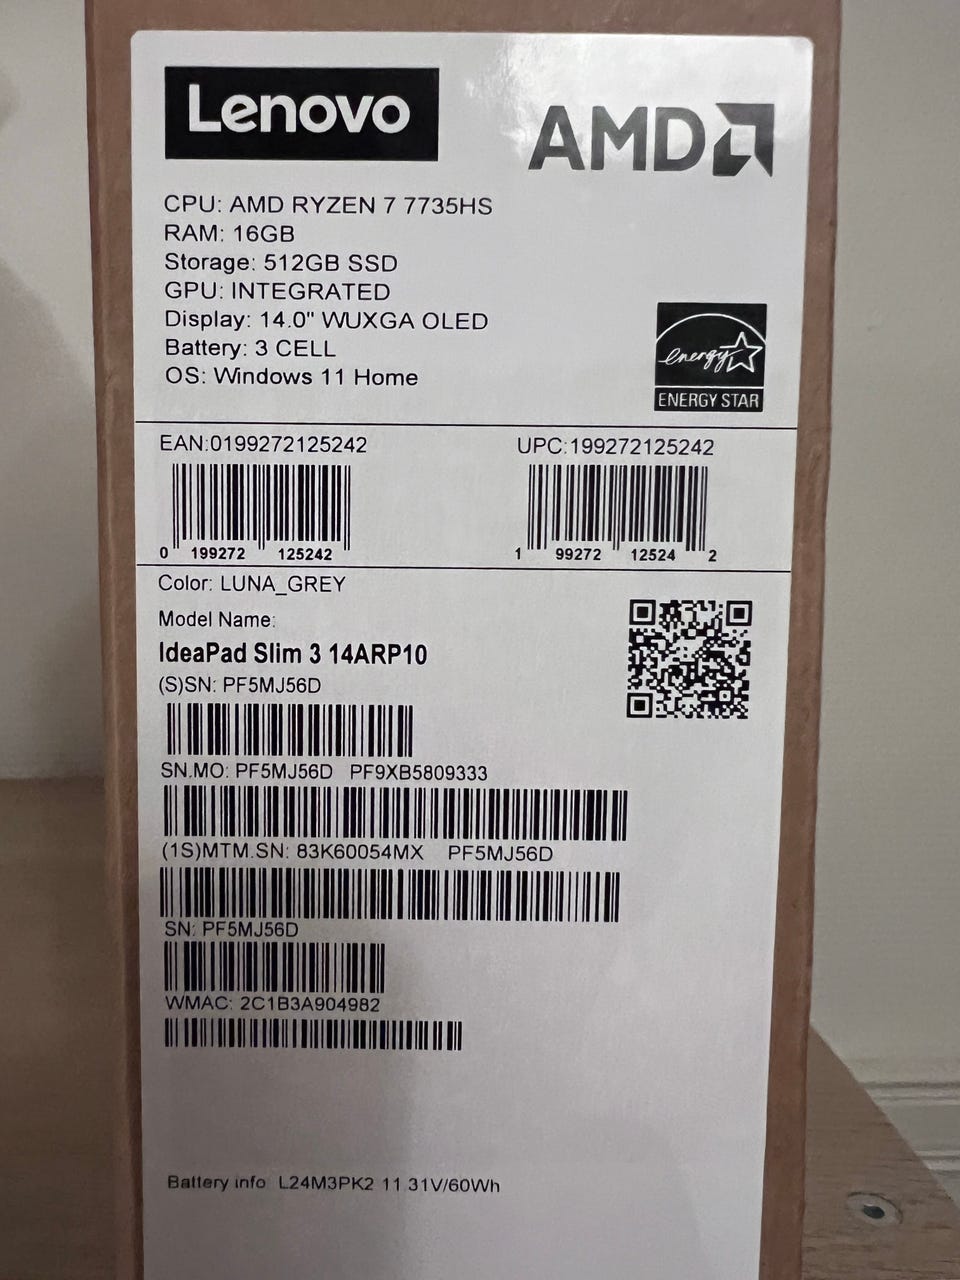 Lenovo
AMD
CPU: AMD RYZEN 7 7735HS
RAM: 16GB
Storage: 512GB SSD
GPU: INTEGRATED
Display: 14.0" WUXGA OLED
Battery: 3 CELL
OS: Windows 11 Home
energy
ENERGY STAR
EAN:0199272125242 UPC:199272125242
0 199272 125242 1 99272 12524 2
Color: LUNA_GREY
Model Name:
IdeaPad Slim 3 14ARP10
(S)SN: PF5MJ56D
SN.MO: PF5MJ56D PF9XB5809333
(1S)MTM.SN: 83K60054MX PF5MJ56D
SN: PF5MJ56D
WMAC: 2C1B3A904982
Battery info L24M3PK2 11.31V/60Wh